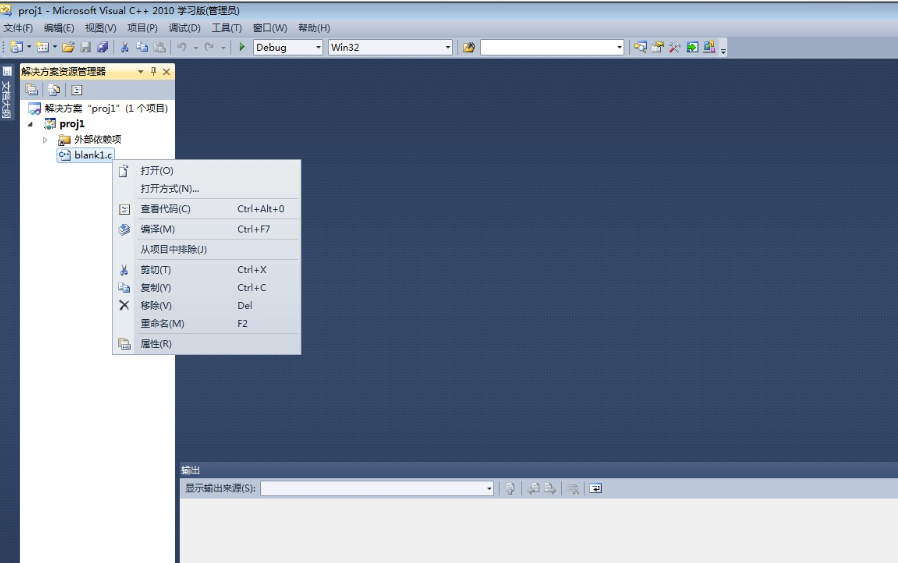 proj1 - Microsoft Visual C++ 2010 学习版(管理员)
文件(F) 编辑(E) 视图(V) 项目(P) 调试(D) 工具(T) 窗口(W) 帮助(H)
Debug Win32
解决方案资源管理器
文档大纲
解决方案 "proj1" (1 个项目)
proj1
外部依赖项
blank1.c
打开(O)
打开方式(N)...
查看代码(C) Ctrl+Alt+0
编译(M) Ctrl+F7
从项目中排除(J)
剪切(T) Ctrl+X
复制(Y) Ctrl+C
移除(V) Del
重命名(M) F2
属性(R)
输出
显示输出来源(S):